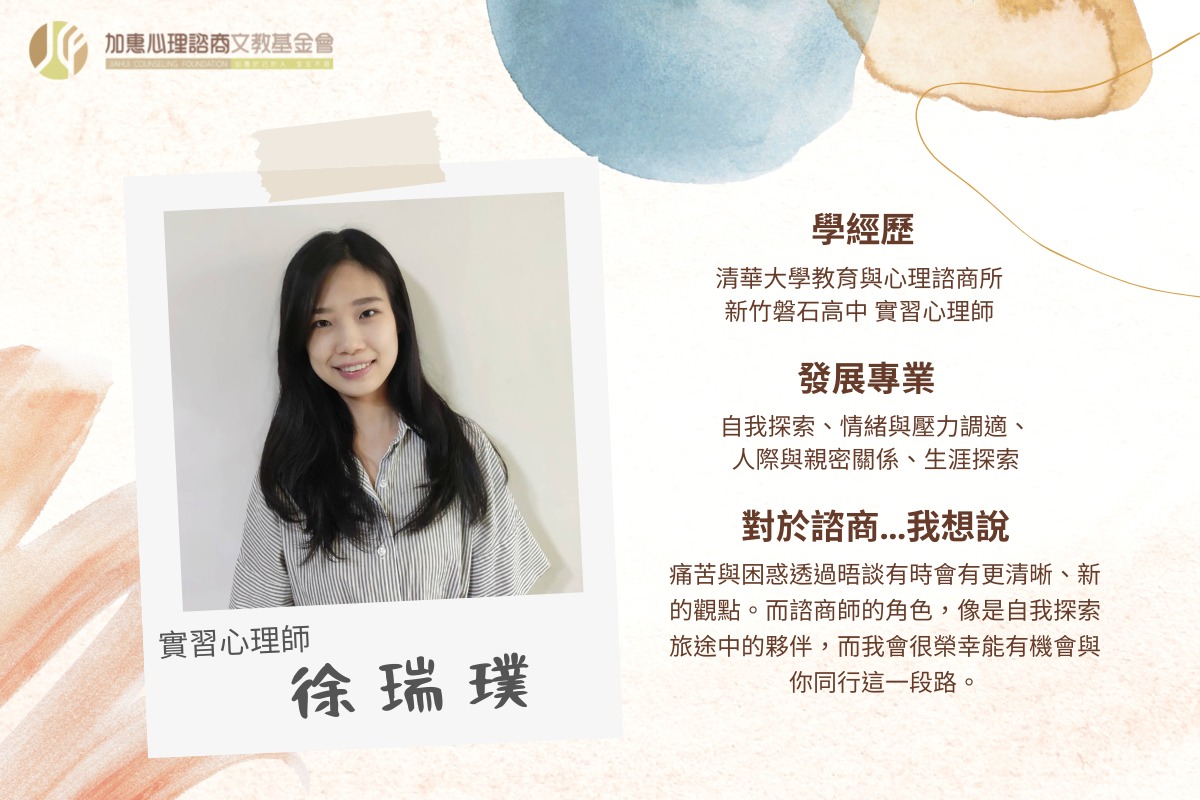 加惠心理諮商文教基金會
JIAHUI COUNSELING FOUNDATION
學經歷
清華大學教育與心理諮商所
新竹磐石高中 實習心理師
發展專業
自我探索、情緒與壓力調適、
人際與親密關係、生涯探索
對於諮商...我想說
痛苦與困惑透過晤談有時會有更清晰、新
的觀點。而諮商師的角色，像是自我探索
旅途中的夥伴，而我會很榮幸能有機會與
你同行這一段路。
實習心理師
徐瑞璞